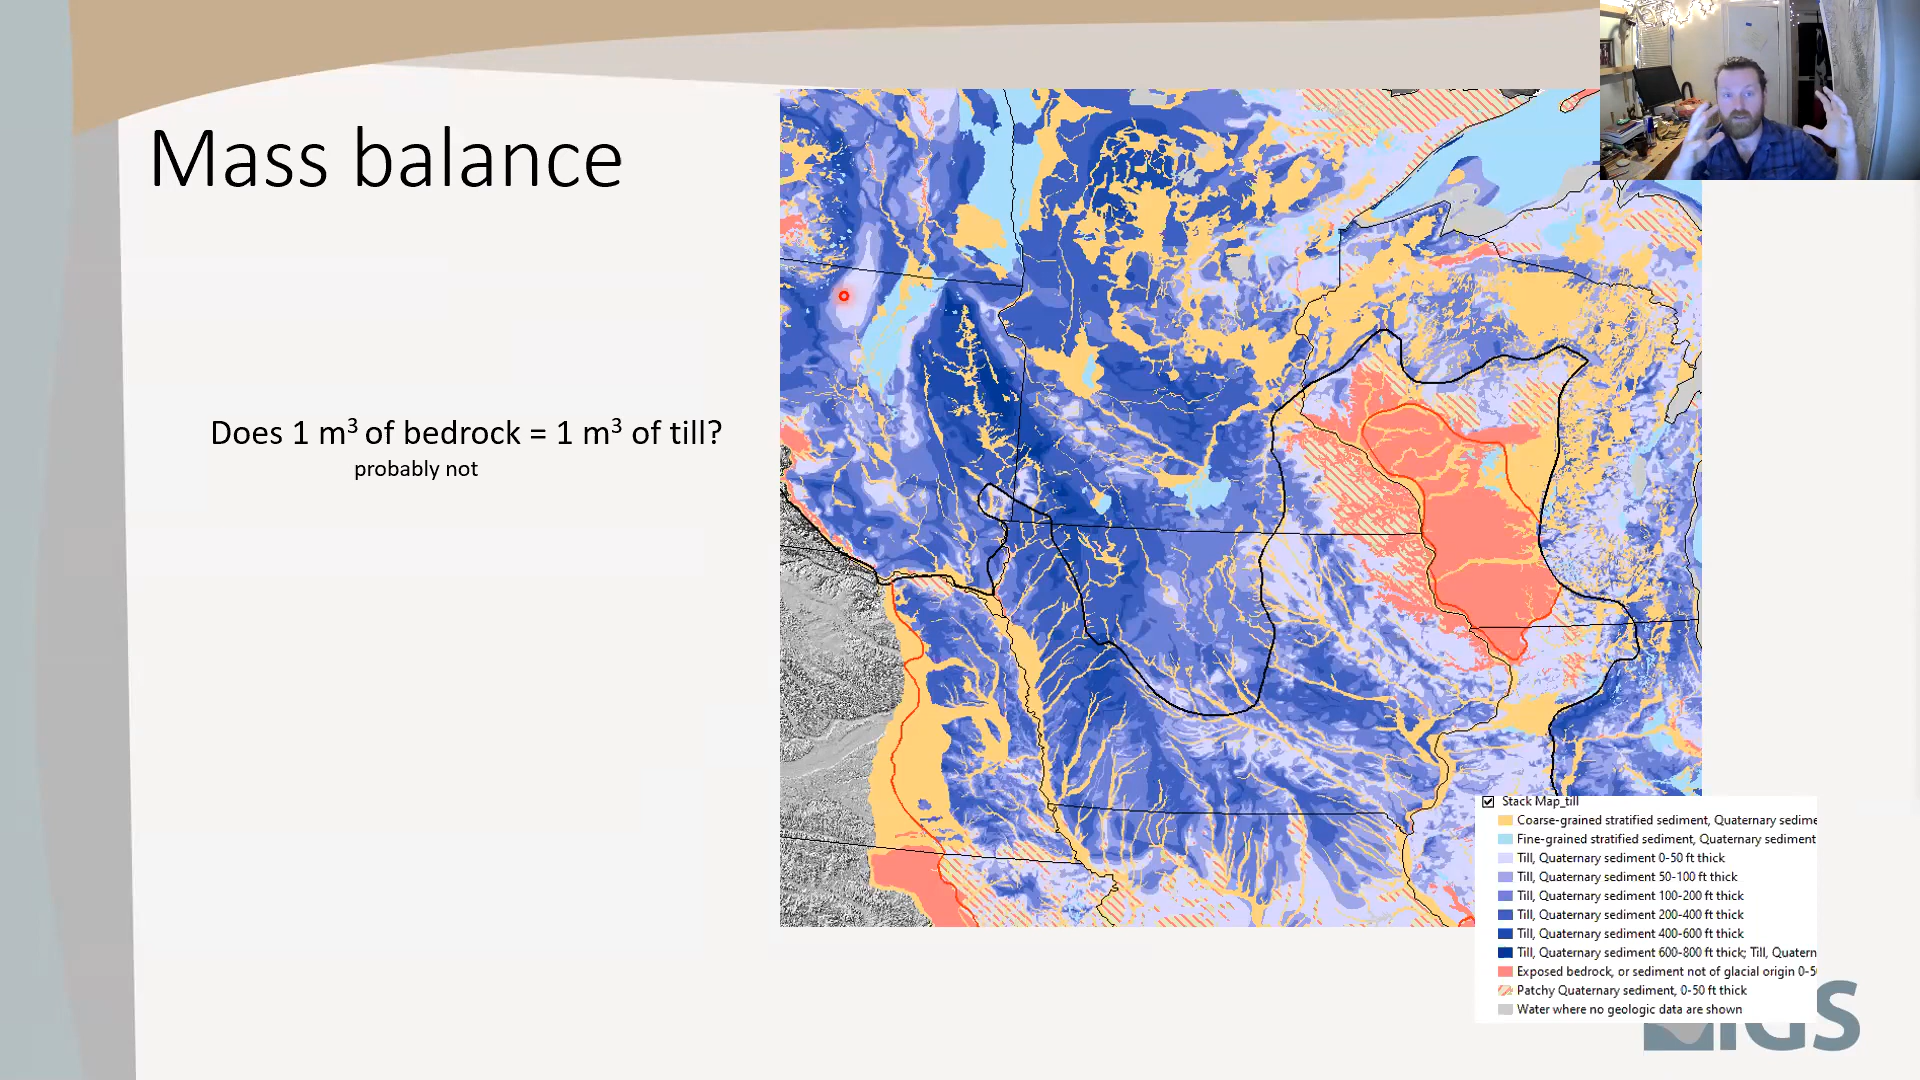 Mass balance
Does 1 m³ of bedrock = 1 m³ of till?
probably not
Stack Map_till
Coarse-grained stratified sediment, Quaternary sedime
Fine-grained stratified sediment, Quaternary sediment
Till, Quaternary sediment 0-50 ft thick
Till, Quaternary sediment 50-100 ft thick
Till, Quaternary sediment 100-200 ft thick
Till, Quaternary sediment 200-400 ft thick
Till, Quaternary sediment 400-600 ft thick
Till, Quaternary sediment 600-800 ft thick; Till, Quatern
Exposed bedrock, or sediment not of glacial origin 0-5
Patchy Quaternary sediment, 0-50 ft thick
Water where no geologic data are shown
IGS